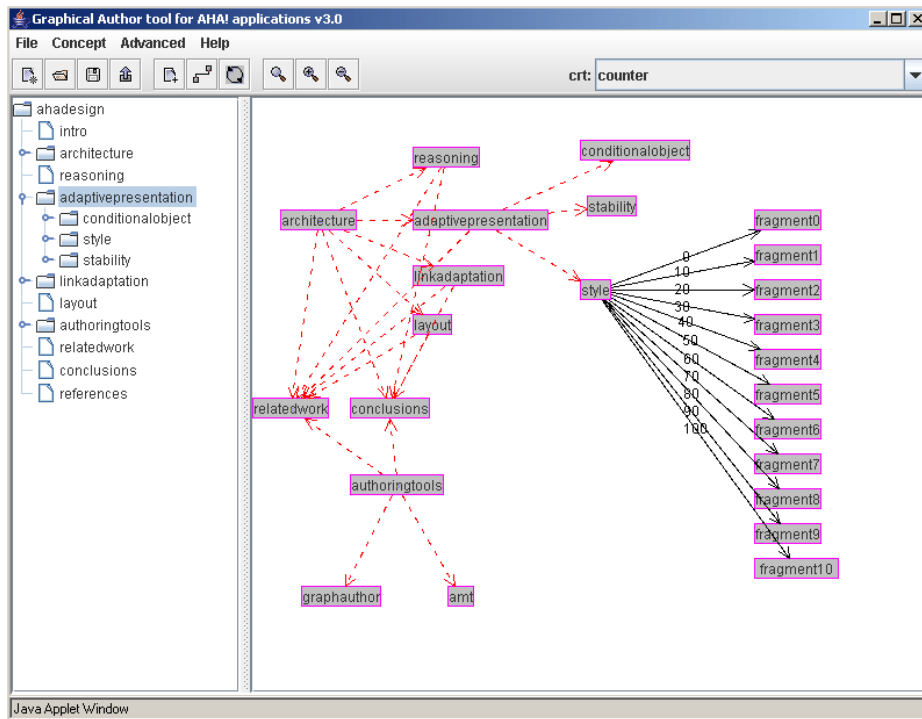 Graphical Author tool for AHA! applications v3.0
File Concept Advanced Help
crt: counter
ahadesign
intro
architecture
reasoning
adaptivepresentation
conditionalobject
style
stability
linkadaptation
layout
authoringtools
relatedwork
conclusions
references
reasoning
conditionalobject
architecture
adaptivepresentation
stability
linkadaptation
style
layout
relatedwork
conclusions
authoringtools
graphauthor
amt
0
10
20
30
40
50
60
70
80
90
100
fragment0
fragment1
fragment2
fragment3
fragment4
fragment5
fragment6
fragment7
fragment8
fragment9
fragment10
Java Applet Window